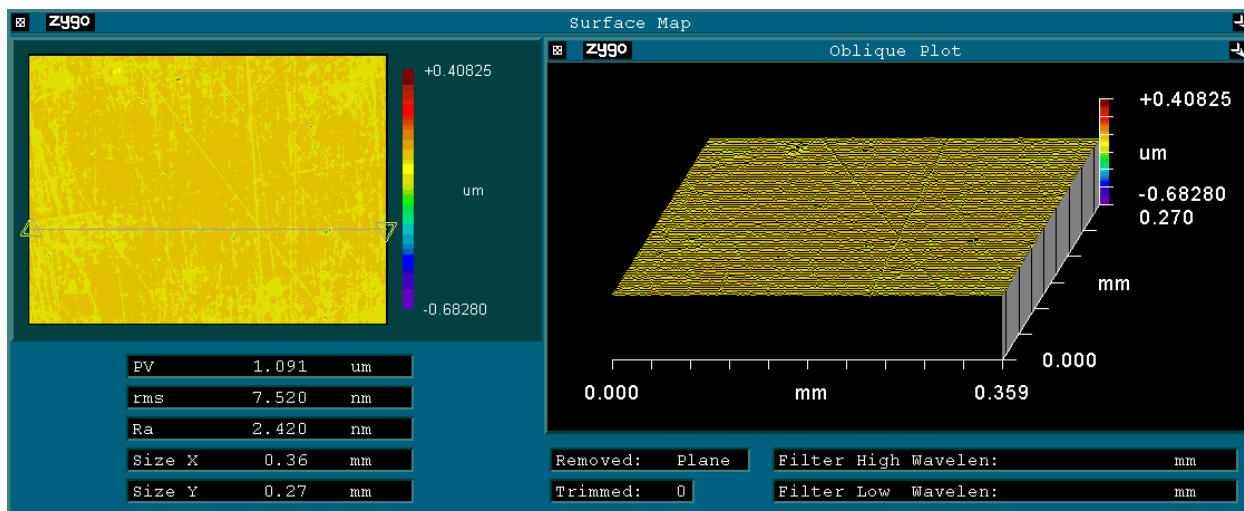 zygo Surface Map
+0.40825
um
-0.68280
PV 1.091 um
rms 7.520 nm
Ra 2.420 nm
Size X 0.36 mm
Size Y 0.27 mm
zygo Oblique Plot
+0.40825
um
-0.68280
0.270
mm
0.000
0.000 mm 0.359
Removed: Plane
Trimmed: 0
Filter High Wavelen: mm
Filter Low Wavelen: mm